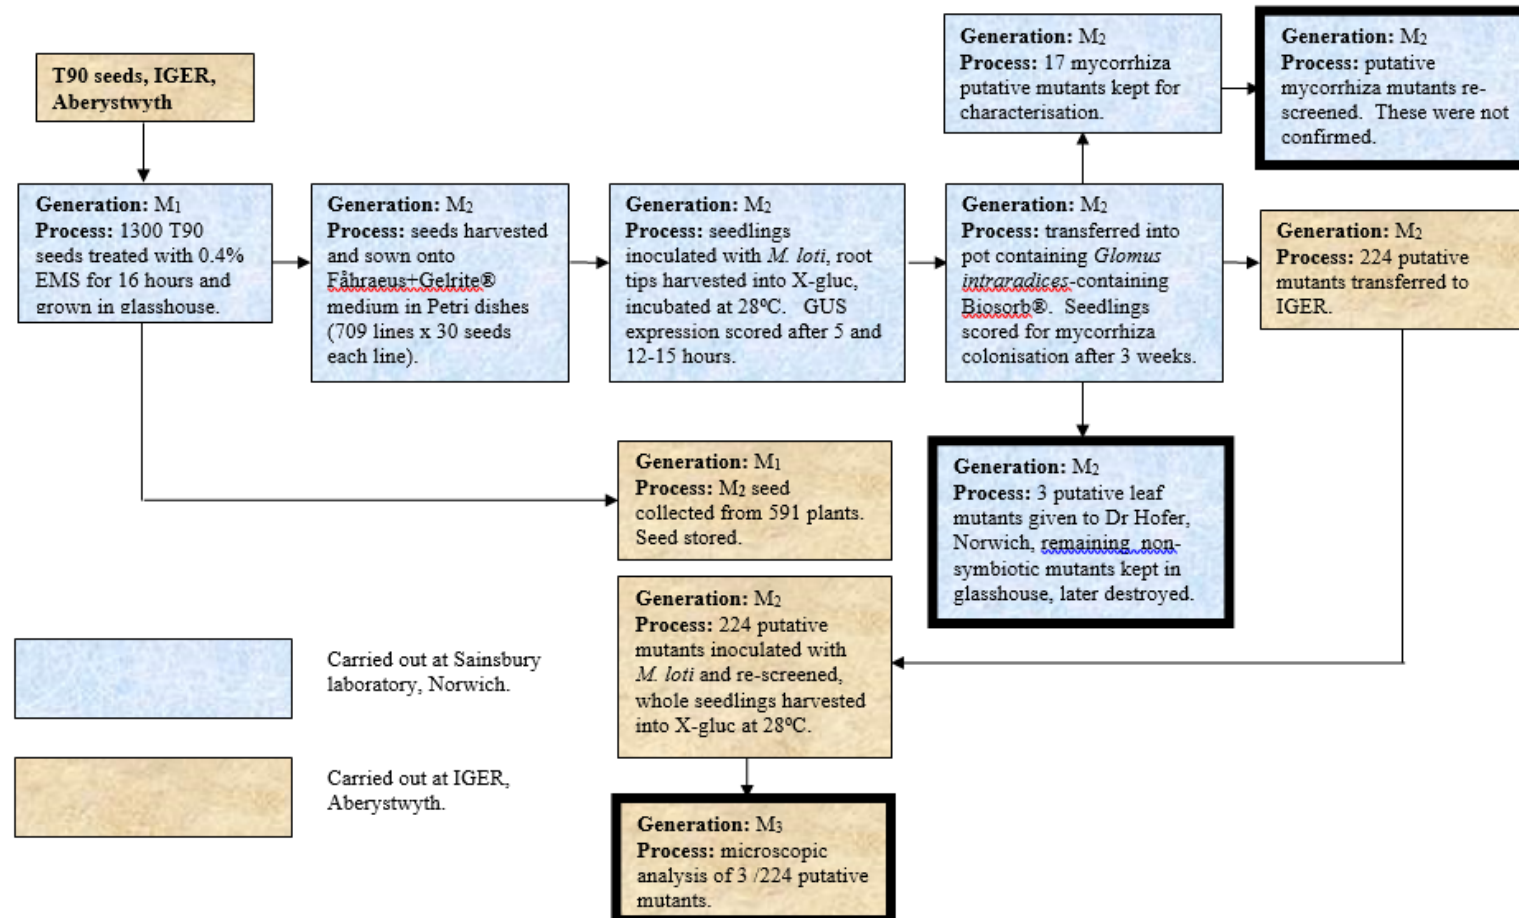 T90 seeds, IGER,
Aberystwyth
Generation: M₁
Process: 1300 T90
seeds treated with 0.4%
EMS for 16 hours and
grown in glasshouse.
Generation: M₂
Process: seeds harvested
and sown onto
Fåhraeus+Gelrite®
medium in Petri dishes
(709 lines x 30 seeds
each line).
Generation: M₂
Process: seedlings
inoculated with M. loti, root
tips harvested into X-gluc,
incubated at 28ºC. GUS
expression scored after 5 and
12-15 hours.
Generation: M₂
Process: 17 mycorrhiza
putative mutants kept for
characterisation.
Generation: M₂
Process: putative
mycorrhiza mutants re-
screened. These were not
confirmed.
Generation: M₂
Process: transferred into
pot containing Glomus
intraradices-containing
Biosorb®. Seedlings
scored for mycorrhiza
colonisation after 3 weeks.
Generation: M₂
Process: 224 putative
mutants transferred to
IGER.
Generation: M₁
Process: M₂ seed
collected from 591 plants.
Seed stored.
Generation: M₂
Process: 3 putative leaf
mutants given to Dr Hofer,
Norwich, remaining non-
symbiotic mutants kept in
glasshouse, later destroyed.
Generation: M₂
Process: 224 putative
mutants inoculated with
M. loti and re-screened,
whole seedlings harvested
into X-gluc at 28ºC.
Generation: M₃
Process: microscopic
analysis of 3 /224 putative
mutants.
Carried out at Sainsbury
laboratory, Norwich.
Carried out at IGER,
Aberystwyth.